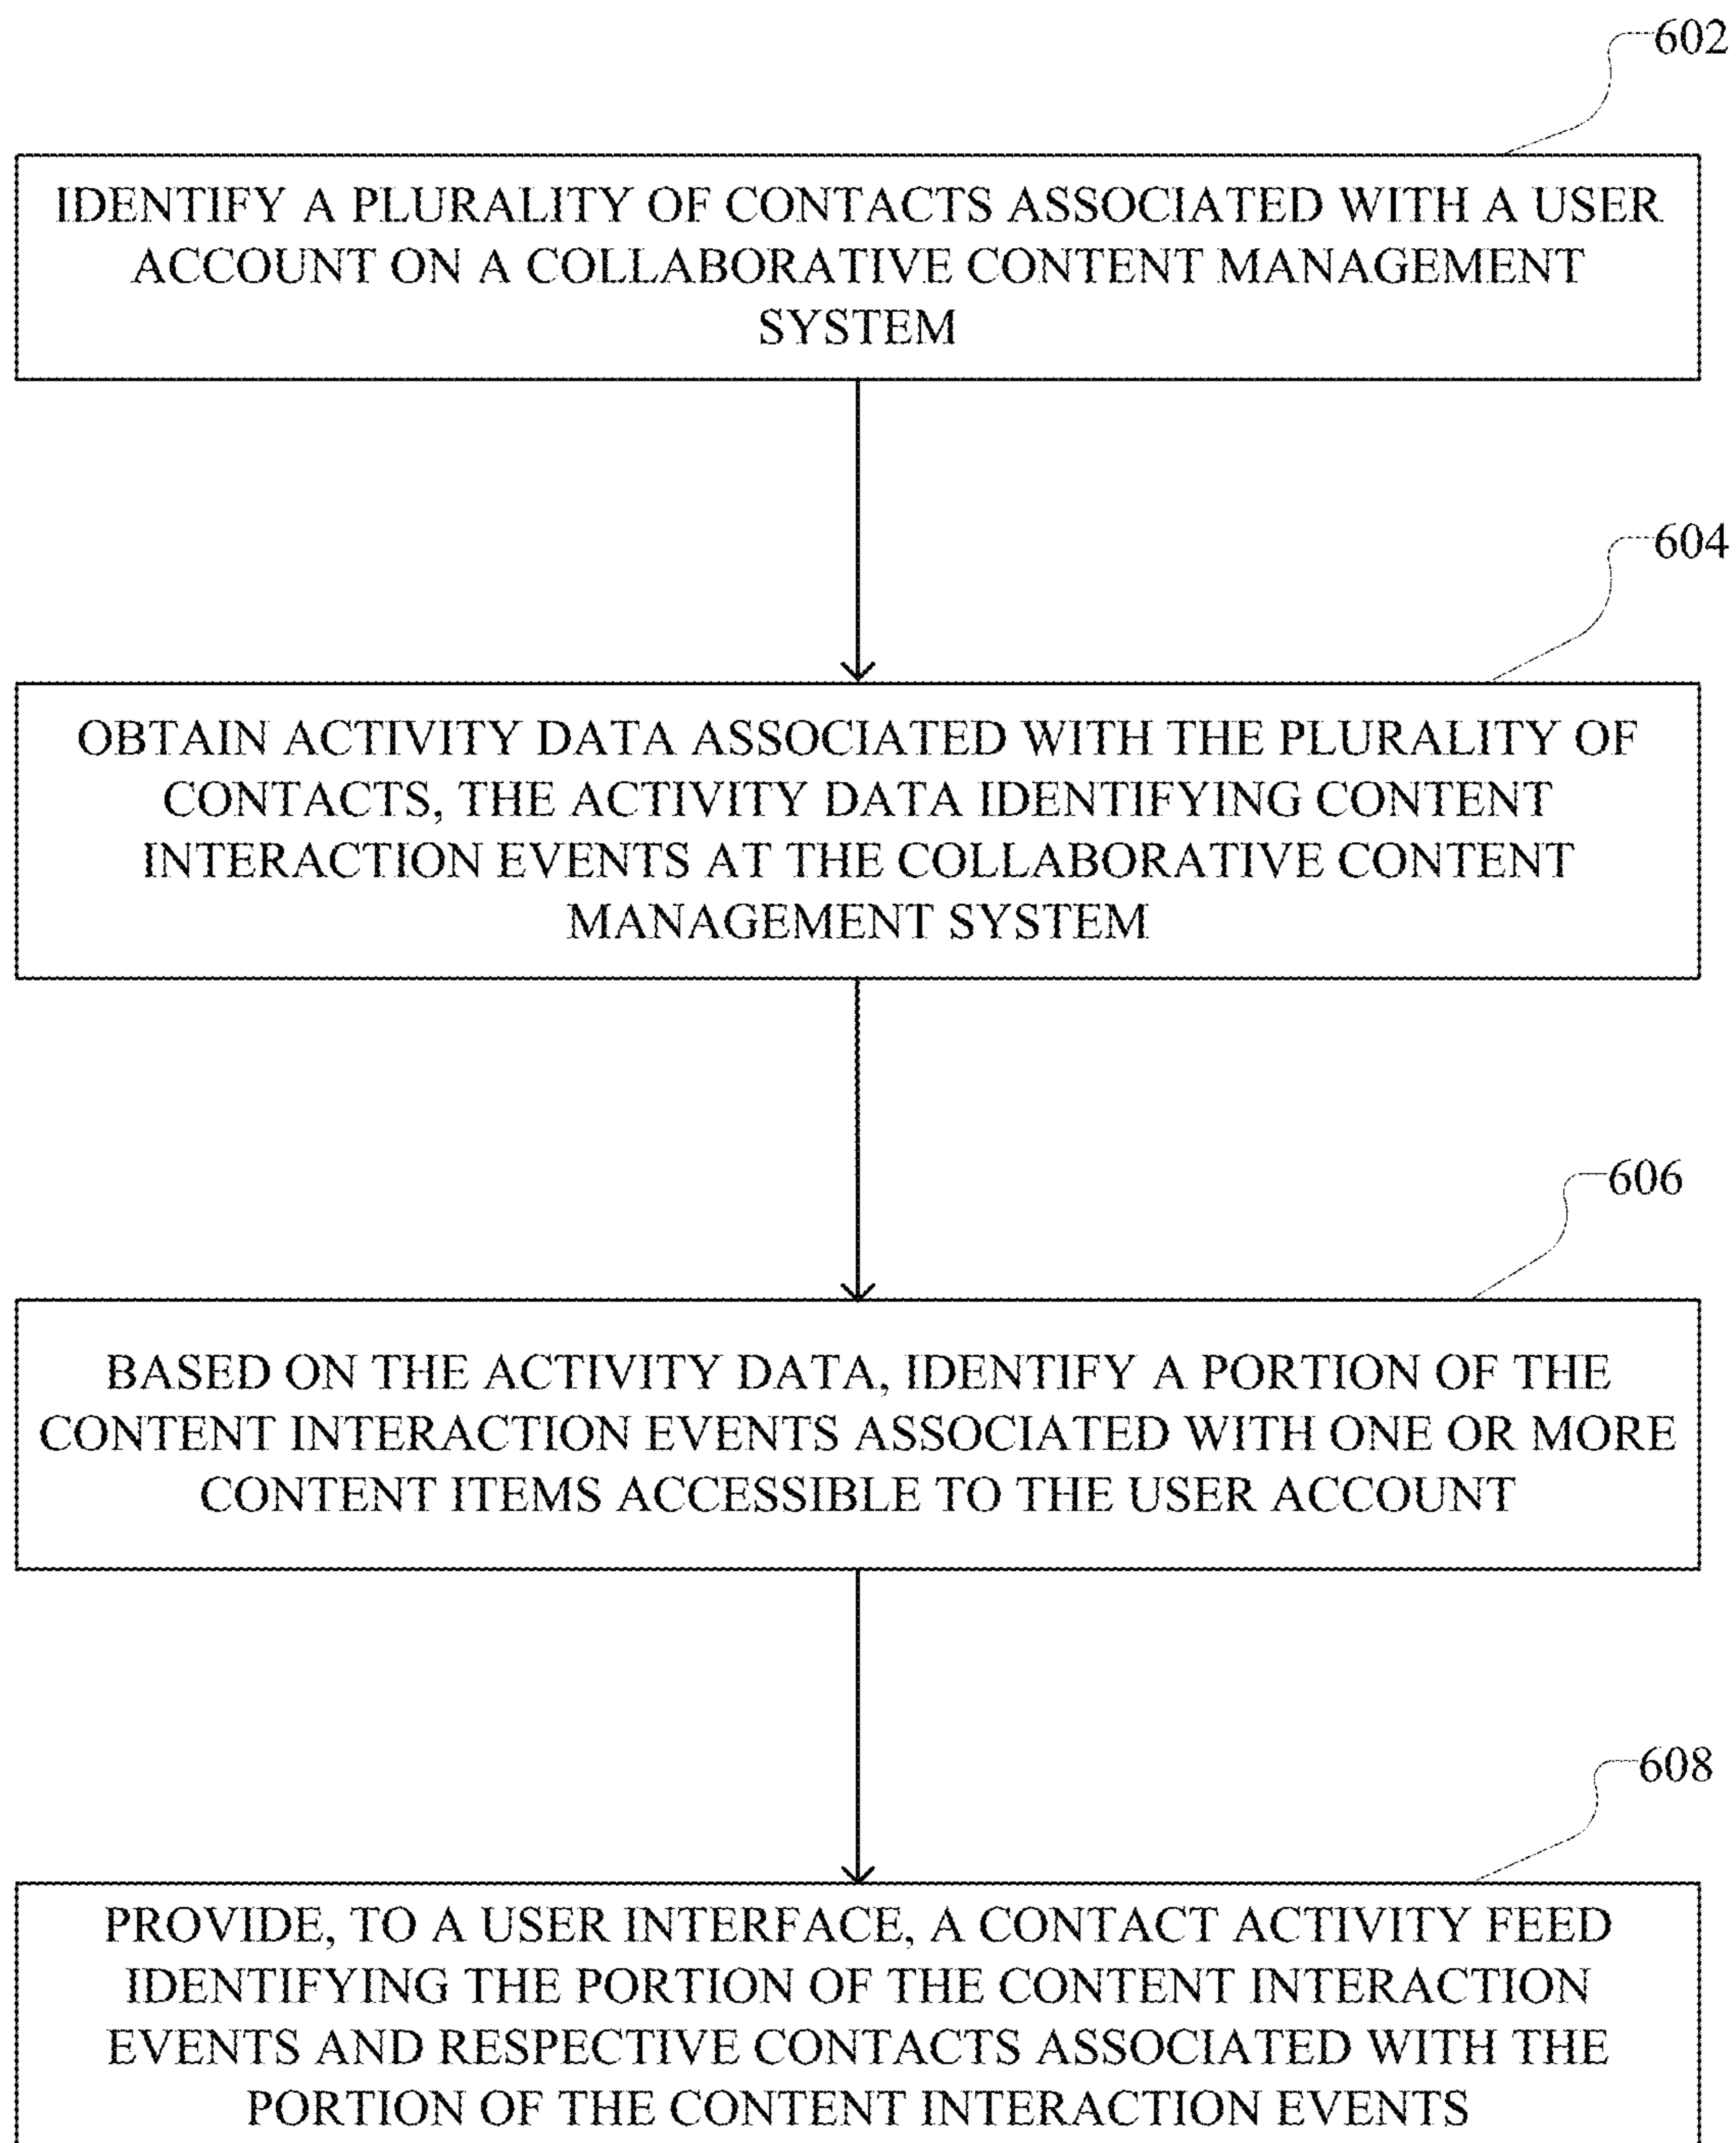 602
IDENTIFY A PLURALITY OF CONTACTS ASSOCIATED WITH A USER
ACCOUNT ON A COLLABORATIVE CONTENT MANAGEMENT
SYSTEM
604
OBTAIN ACTIVITY DATA ASSOCIATED WITH THE PLURALITY OF
CONTACTS, THE ACTIVITY DATA IDENTIFYING CONTENT
INTERACTION EVENTS AT THE COLLABORATIVE CONTENT
MANAGEMENT SYSTEM
606
BASED ON THE ACTIVITY DATA, IDENTIFY A PORTION OF THE
CONTENT INTERACTION EVENTS ASSOCIATED WITH ONE OR MORE
CONTENT ITEMS ACCESSIBLE TO THE USER ACCOUNT
608
PROVIDE, TO A USER INTERFACE, A CONTACT ACTIVITY FEED
IDENTIFYING THE PORTION OF THE CONTENT INTERACTION
EVENTS AND RESPECTIVE CONTACTS ASSOCIATED WITH THE
PORTION OF THE CONTENT INTERACTION EVENTS